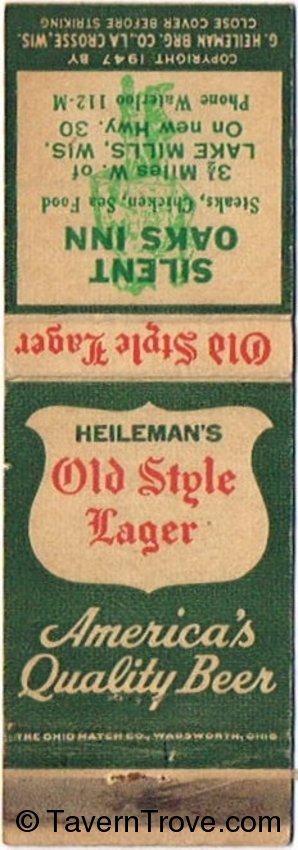 SILENT
OAKS INN
Steaks, Chicken, Sea Food
3¾ Miles W. of
LAKE MILLS, WIS.
On new Hwy. 30
Phone Waterloo 112-M
COPYRIGHT 1947 BY
G. HEILEMAN BRG. CO. LA CROSSE, WIS.
CLOSE COVER BEFORE STRIKING
Old Style Lager
HEILEMAN'S
Old Style
Lager
America's
Quality Beer
THE OHIO MATCH CO., WADSWORTH, OHIO
© TavernTrove.com